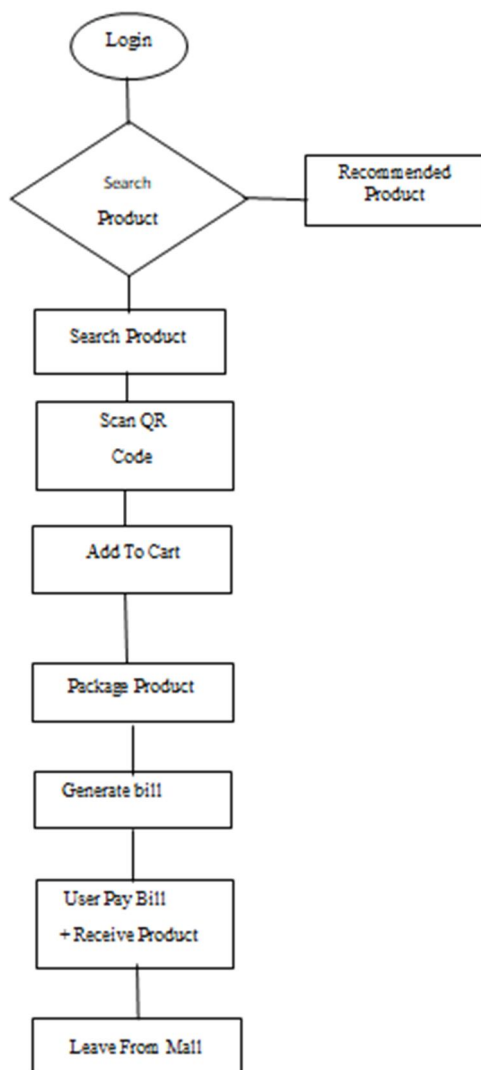 Login
Search
Product
Recommended
Product
Search Product
Scan QR
Code
Add To Cart
Package Product
Generate bill
User Pay Bill
+ Receive Product
Leave From Mall